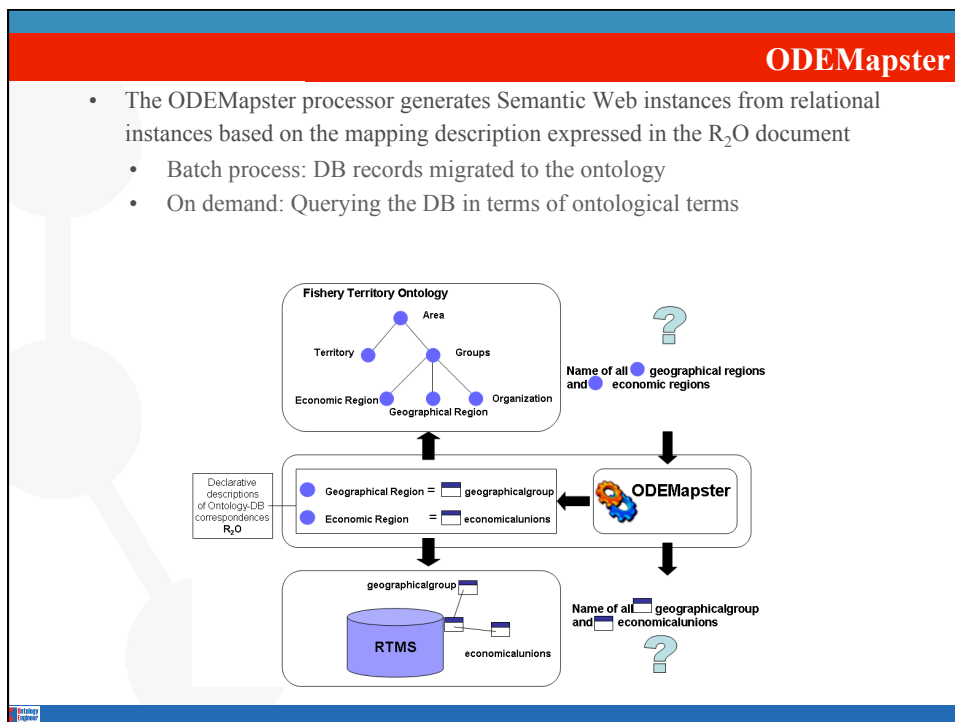 ODEMapster
• The ODEMapster processor generates Semantic Web instances from relational
instances based on the mapping description expressed in the R₂O document
• Batch process: DB records migrated to the ontology
• On demand: Querying the DB in terms of ontological terms
Fishery Territory Ontology
Area
Territory
Groups
Economic Region
Geographical Region
Organization
?
Name of all geographical regions
and economic regions
Declarative
descriptions
of Ontology-DB
correspondences
R₂O
Geographical Region = geographicalgroup
Economic Region = economicalunions
ODEMapster
geographicalgroup
RTMS
economicalunions
Name of all geographicalgroup
and economicalunions
?
Ontology
Engineer